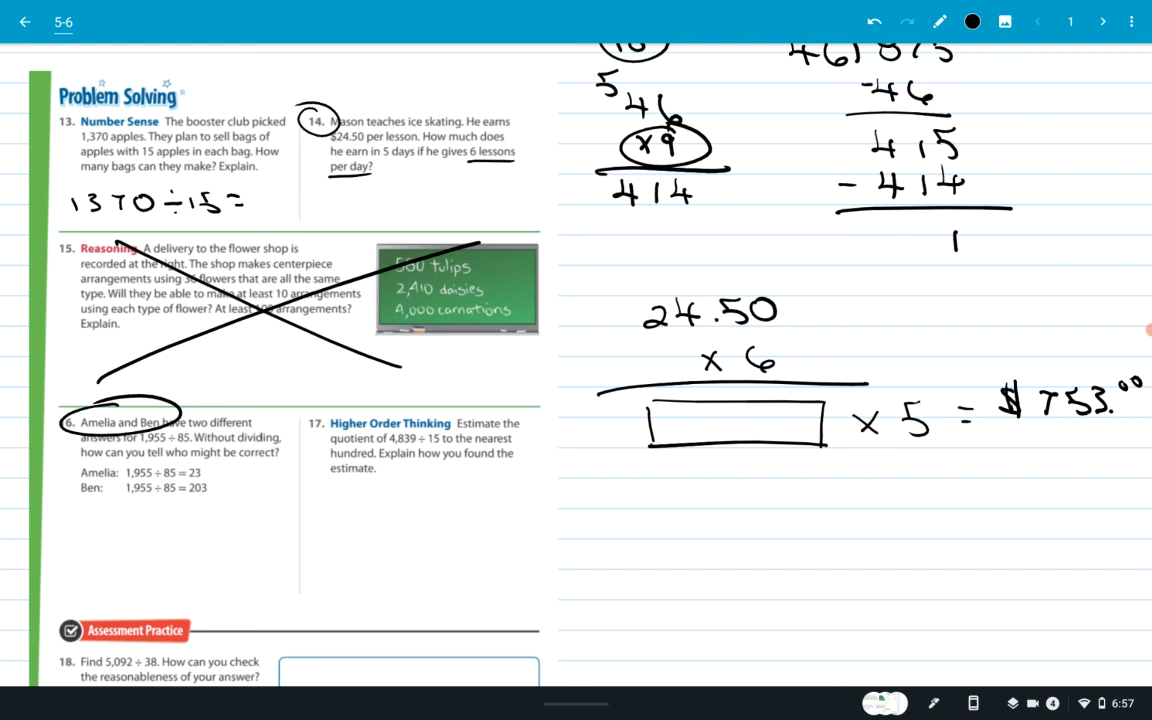 5-6
1
Problem Solving
13. Number Sense The booster club picked
1,370 apples. They plan to sell bags of
apples with 15 apples in each bag. How
many bags can they make? Explain.
1370÷15=
14. Mason teaches ice skating. He earns
$24.50 per lesson. How much does
he earn in 5 days if he gives 6 lessons
per day?
15. Reasoning A delivery to the flower shop is
recorded at the right. The shop makes centerpiece
arrangements using 36 flowers that are all the same
type. Will they be able to make at least 10 arrangements
using each type of flower? At least 100 arrangements?
Explain.
2,410 daisies
4,000 carnations
6. Amelia and Ben have two different
answers for 1,955 ÷ 85. Without dividing,
how can you tell who might be correct?
Amelia: 1,955 ÷ 85 = 23
Ben: 1,955 ÷ 85 = 203
17. Higher Order Thinking Estimate the
quotient of 4,839 ÷ 15 to the nearest
hundred. Explain how you found the
estimate.
Assessment Practice
18. Find 5,092 ÷ 38. How can you check
the reasonableness of your answer?
5
46
x9
414
-46
415
- 414
1
24.50
x 6
x 5 = $753.00
4
6:57